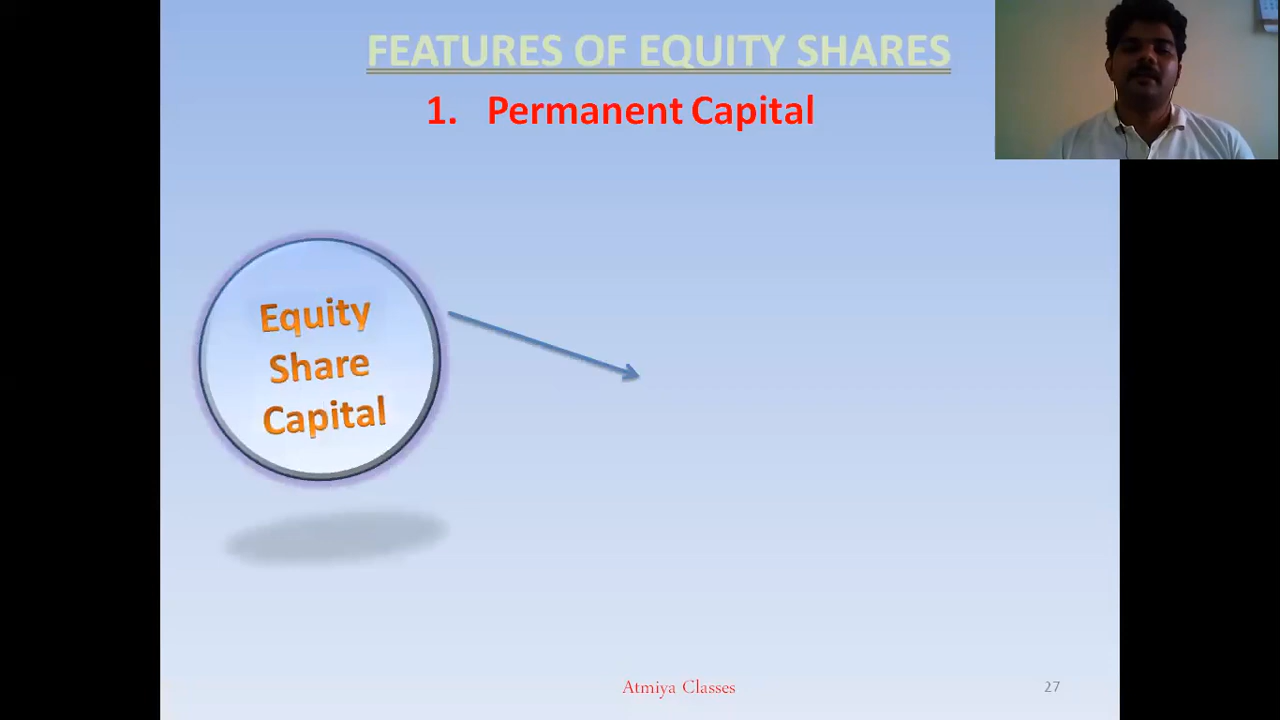 FEATURES OF EQUITY SHARES
1. Permanent Capital
Equity
Share
Capital
Atmiya Classes
27